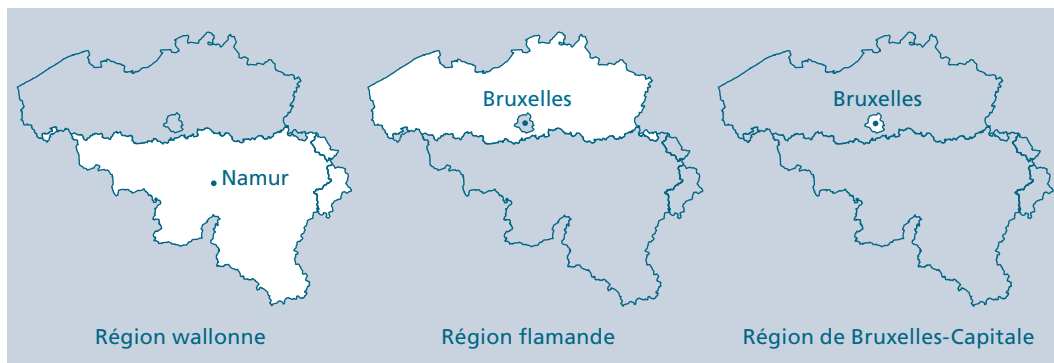 Bruxelles
Bruxelles
Namur
Région wallonne
Région flamande
Région de Bruxelles-Capitale